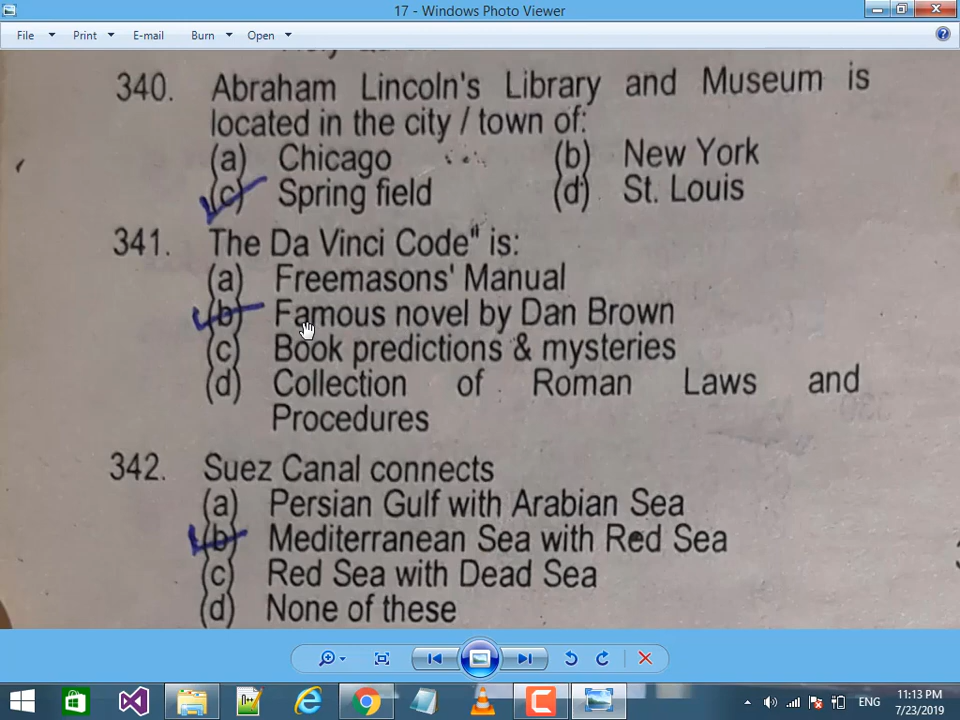 17 - Windows Photo Viewer
File Print E-mail Burn Open
340. Abraham Lincoln's Library and Museum is
located in the city / town of:
(a) Chicago (b) New York
(c) Spring field (d) St. Louis
341. The Da Vinci Code" is:
(a) Freemasons' Manual
(b) Famous novel by Dan Brown
(c) Book predictions & mysteries
(d) Collection of Roman Laws and
Procedures
342. Suez Canal connects
(a) Persian Gulf with Arabian Sea
(b) Mediterranean Sea with Red Sea
(c) Red Sea with Dead Sea
(d) None of these
ENG 11:13 PM
7/23/2019